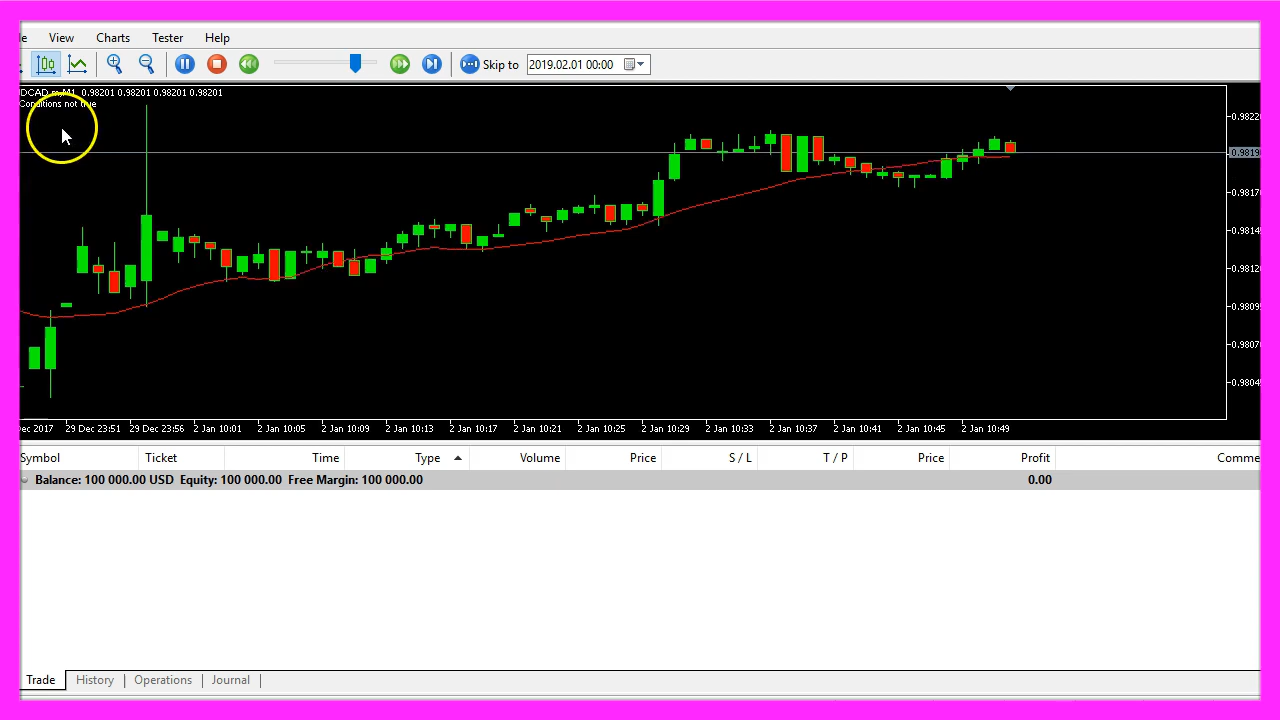 View Charts Tester Help
Skip to 2019.02.01 00:00
DCAD.m,M1 0.98201 0.98201 0.98201 0.98201
Conditions not true
0.9822
0.9819
0.9817
0.9814
0.9812
0.9809
0.9807
0.9804
Dec 2017 29 Dec 23:51 29 Dec 23:56 2 Jan 10:01 2 Jan 10:05 2 Jan 10:09 2 Jan 10:13 2 Jan 10:17 2 Jan 10:21 2 Jan 10:25 2 Jan 10:29 2 Jan 10:33 2 Jan 10:37 2 Jan 10:41 2 Jan 10:45 2 Jan 10:49
Symbol Ticket Time Type Volume Price S / L T / P Price Profit Comme
Balance: 100 000.00 USD Equity: 100 000.00 Free Margin: 100 000.00 0.00
Trade History Operations Journal